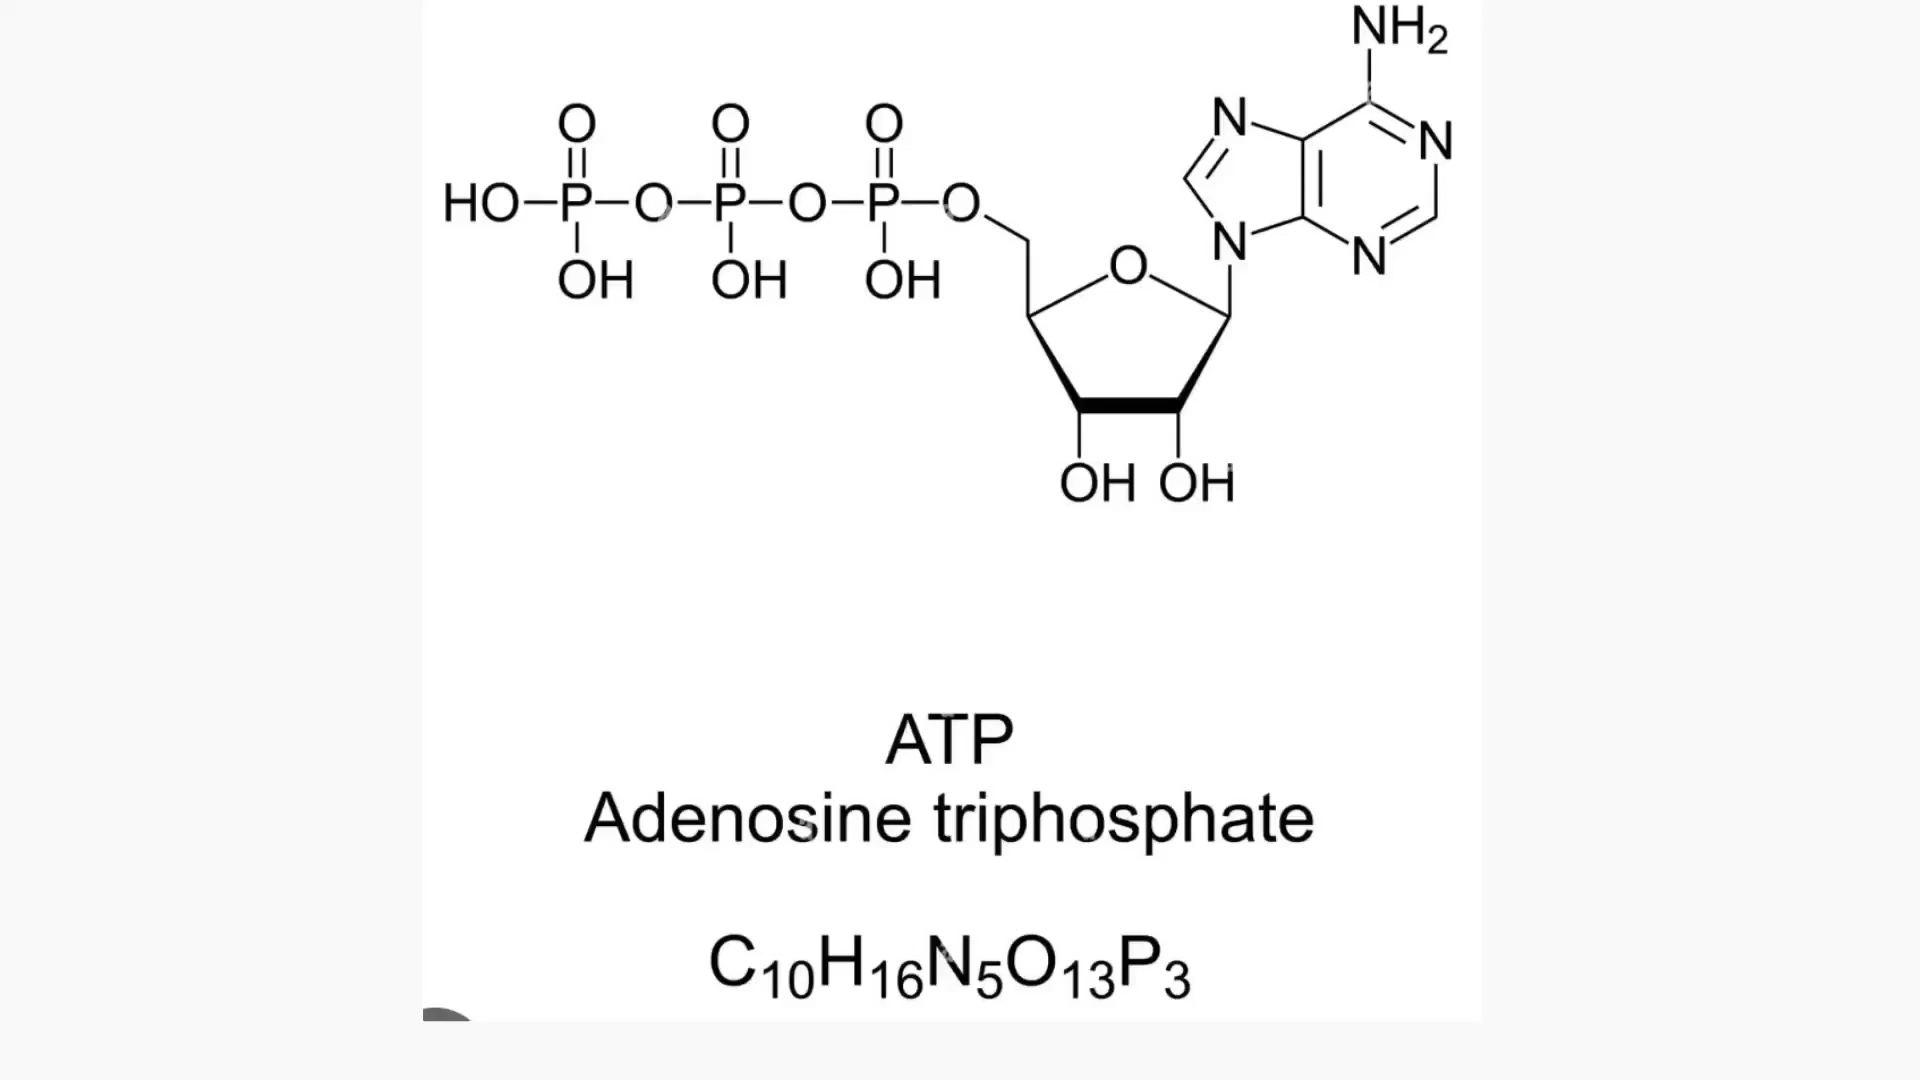 NH₂
N
N
O O O
HO P O P O P O
N
N
OH OH OH
O
OH OH
ATP
Adenosine triphosphate
C₁₀H₁₆N₅O₁₃P₃